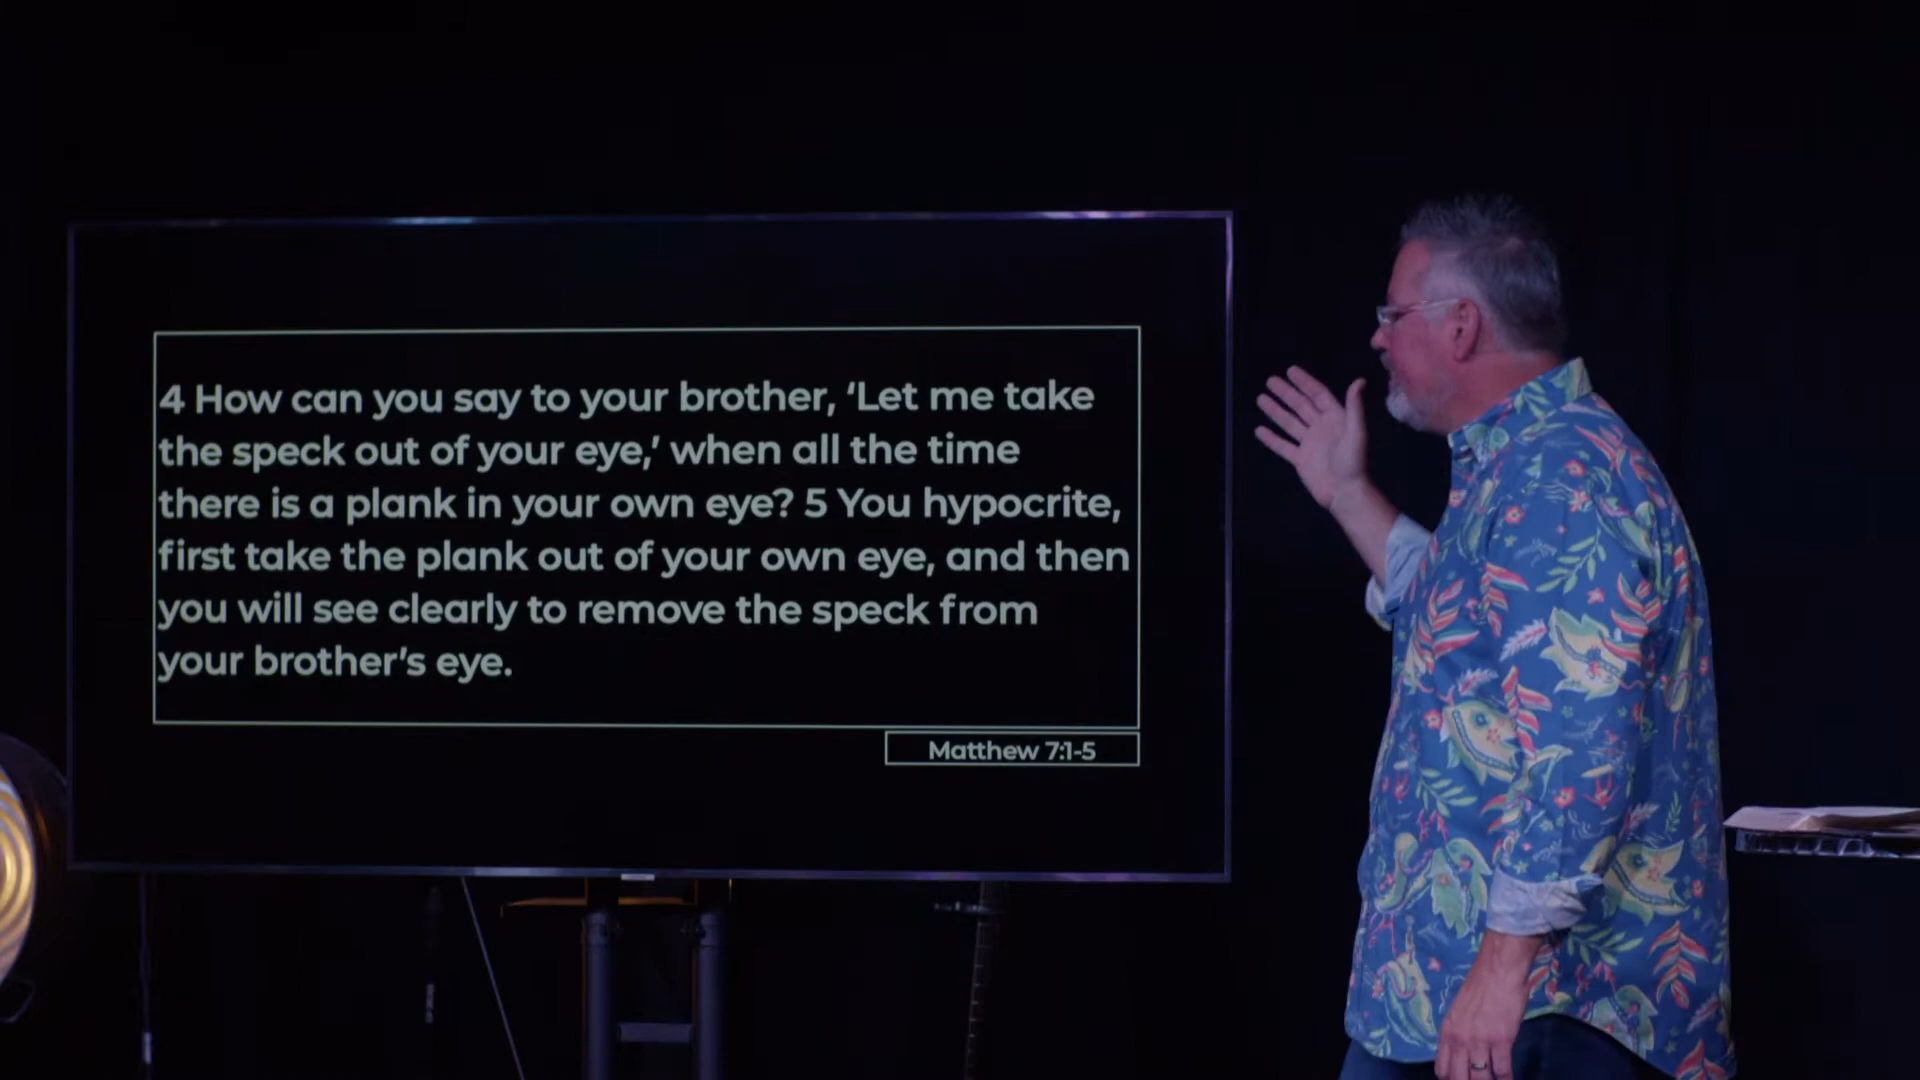 4 How can you say to your brother, ‘Let me take
the speck out of your eye,’ when all the time
there is a plank in your own eye? 5 You hypocrite,
first take the plank out of your own eye, and then
you will see clearly to remove the speck from
your brother’s eye.
Matthew 7:1-5